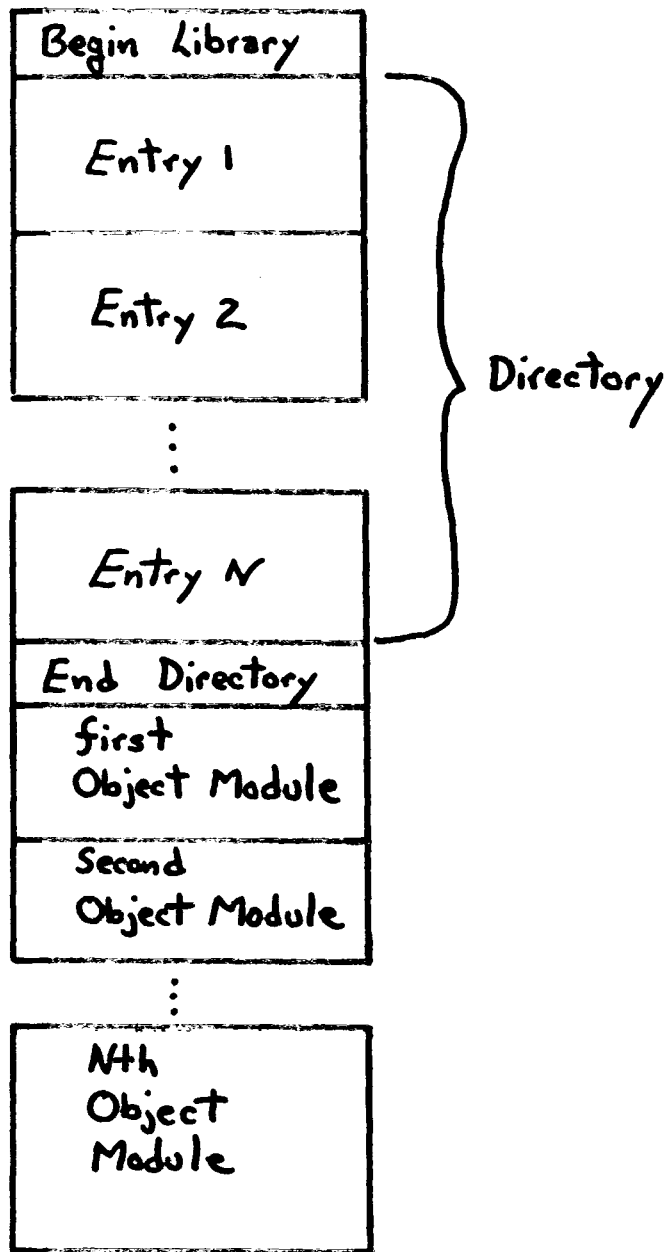 Begin Library
Entry 1
Entry 2
Directory
⋮
Entry N
End Directory
first
Object Module
Second
Object Module
⋮
Nth
Object
Module